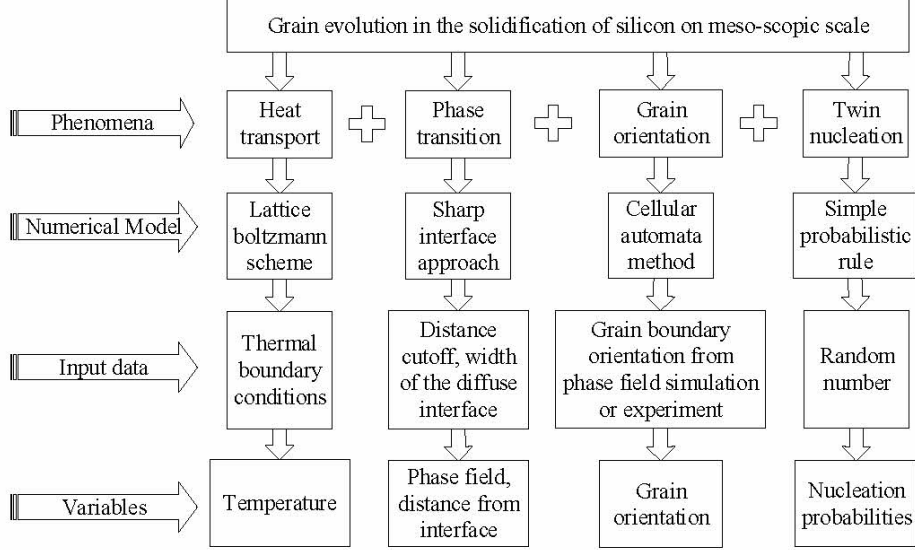 Grain evolution in the solidification of silicon on meso-scopic scale
Phenomena
Heat
transport
Phase
transition
Grain
orientation
Twin
nucleation
Numerical Model
Lattice
boltzmann
scheme
Sharp
interface
approach
Cellular
automata
method
Simple
probabilistic
rule
Input data
Thermal
boundary
conditions
Distance
cutoff, width
of the diffuse
interface
Grain boundary
orientation from
phase field simulation
or experiment
Random
number
Variables
Temperature
Phase field,
distance from
interface
Grain
orientation
Nucleation
probabilities